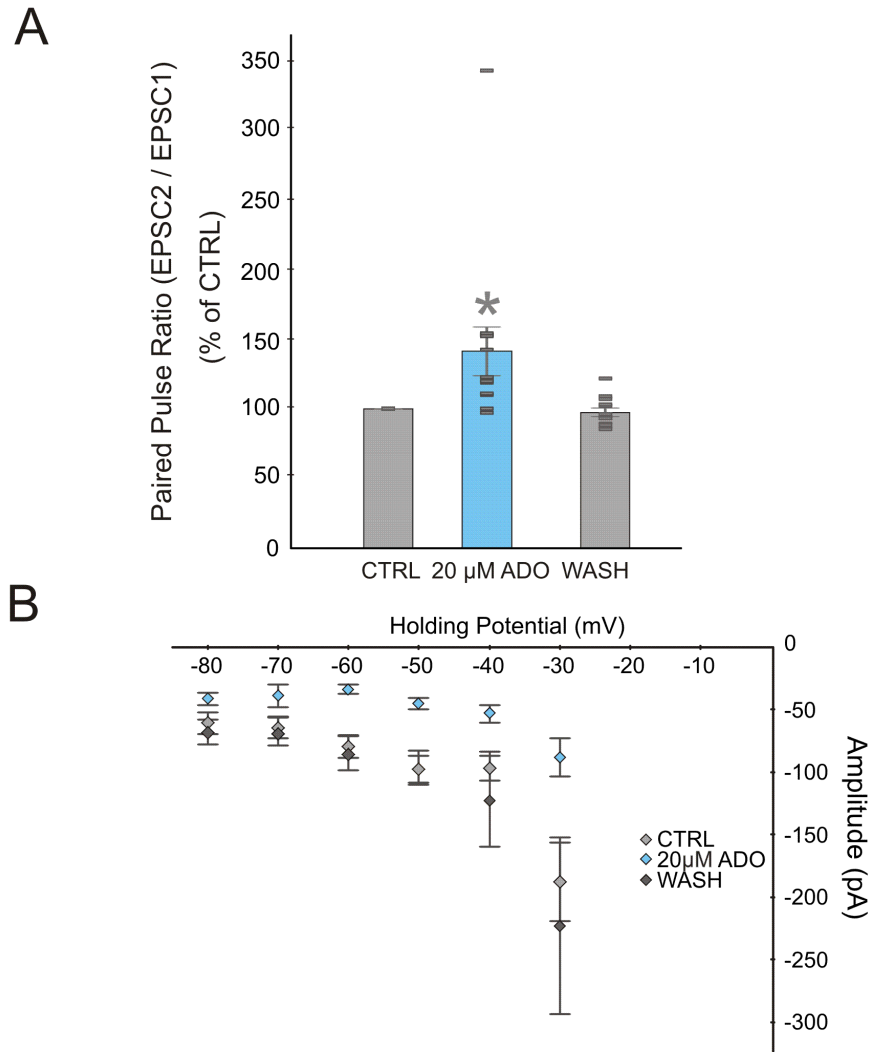 A
Paired Pulse Ratio (EPSC2 / EPSC1)
(% of CTRL)
350
300
250
200
150
100
50
0
*
CTRL 20 µM ADO WASH
B
Holding Potential (mV)
0
-80 -70 -60 -50 -40 -30 -20 -10
-50
-100
-150
-200
-250
-300
Amplitude (pA)
CTRL
20µM ADO
WASH